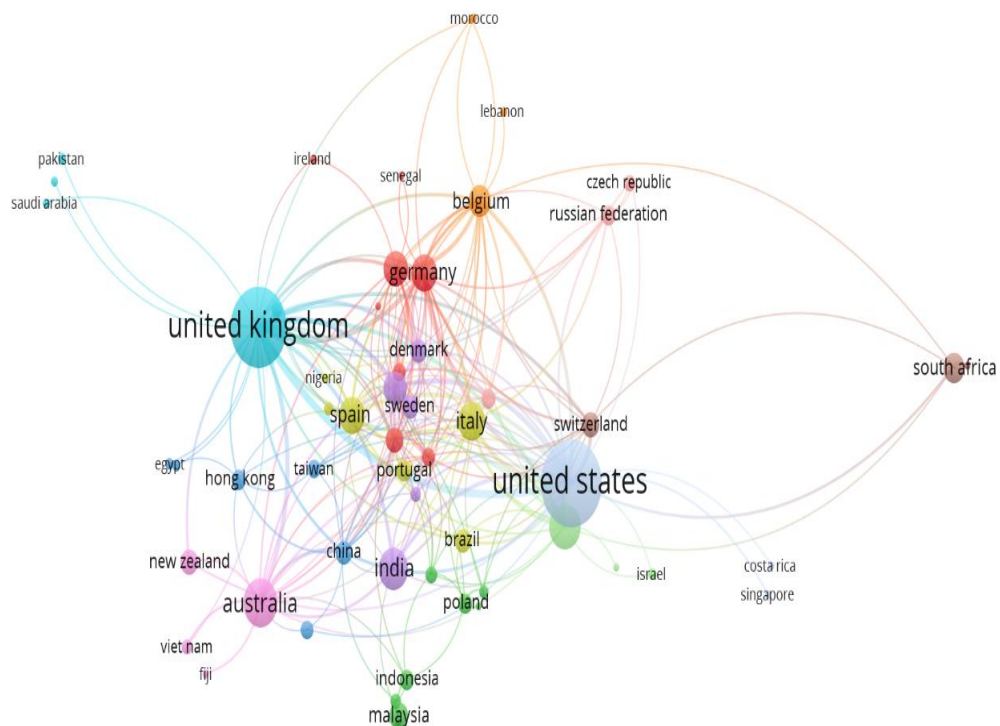 morocco
lebanon
pakistan
ireland
senegal
czech republic
saudi arabia
belgium
russian federation
germany
united kingdom
denmark
south africa
nigeria
sweden
spain
italy
switzerland
egypt
hong kong
taiwan
portugal
united states
brazil
china
new zealand
india
costa rica
israel
singapore
australia
poland
viet nam
fiji
indonesia
malaysia